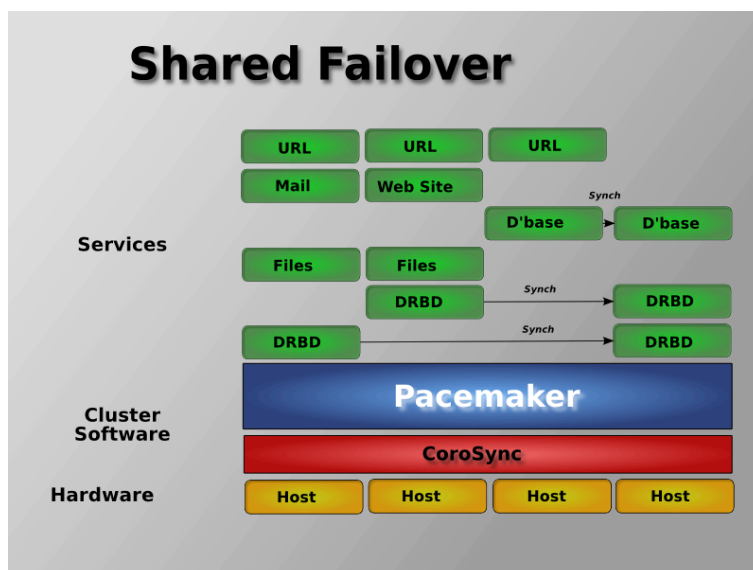 Shared Failover
URL URL URL
Mail Web Site
Synch
D'base D'base
Services
Files Files
Synch
DRBD DRBD
Synch
DRBD DRBD
Pacemaker
Cluster
Software
CoroSync
Hardware
Host Host Host Host